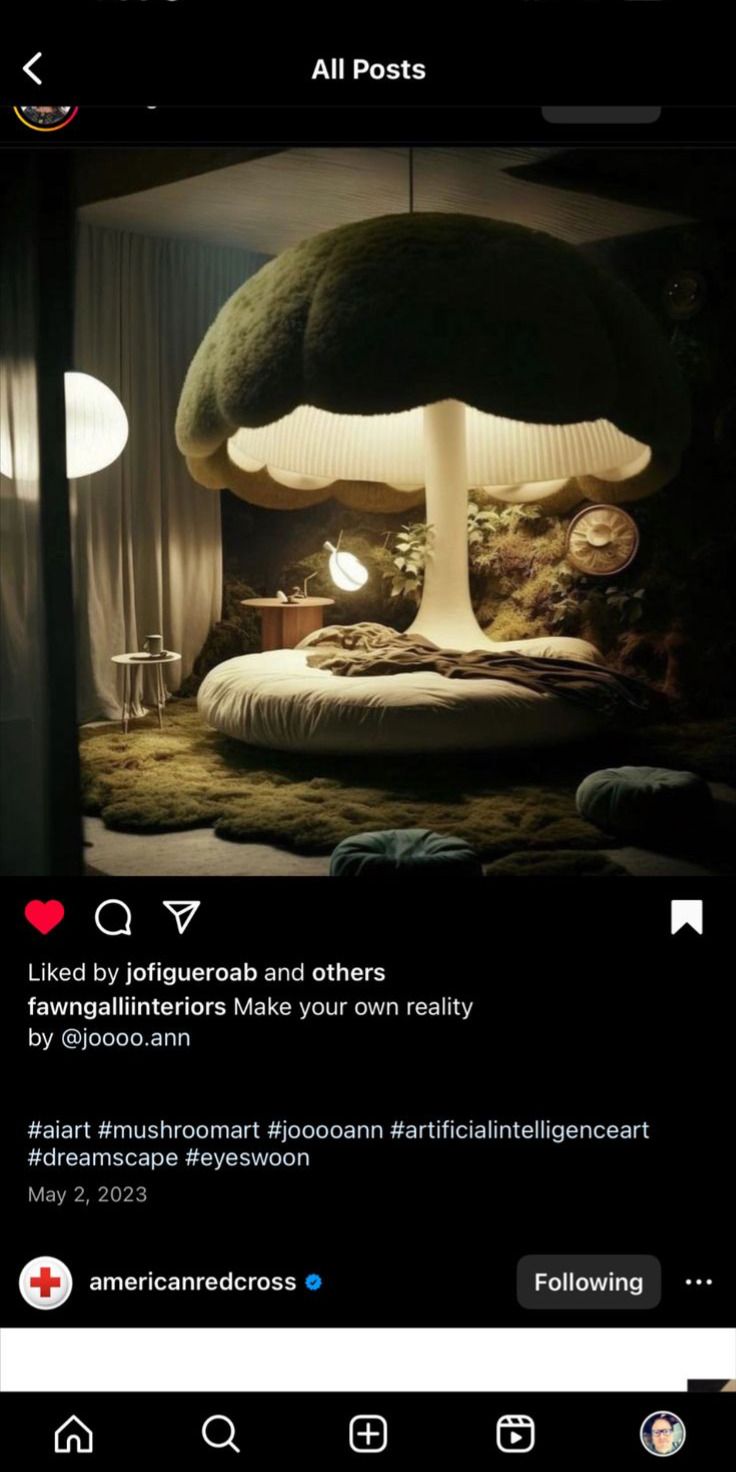 All Posts
Liked by jofigueroab and others
fawngalliinteriors Make your own reality
by @joooo.ann
#aiart #mushroomart #jooooann #artificialintelligenceart
#dreamscape #eyeswoon
May 2, 2023
americanredcross
Following